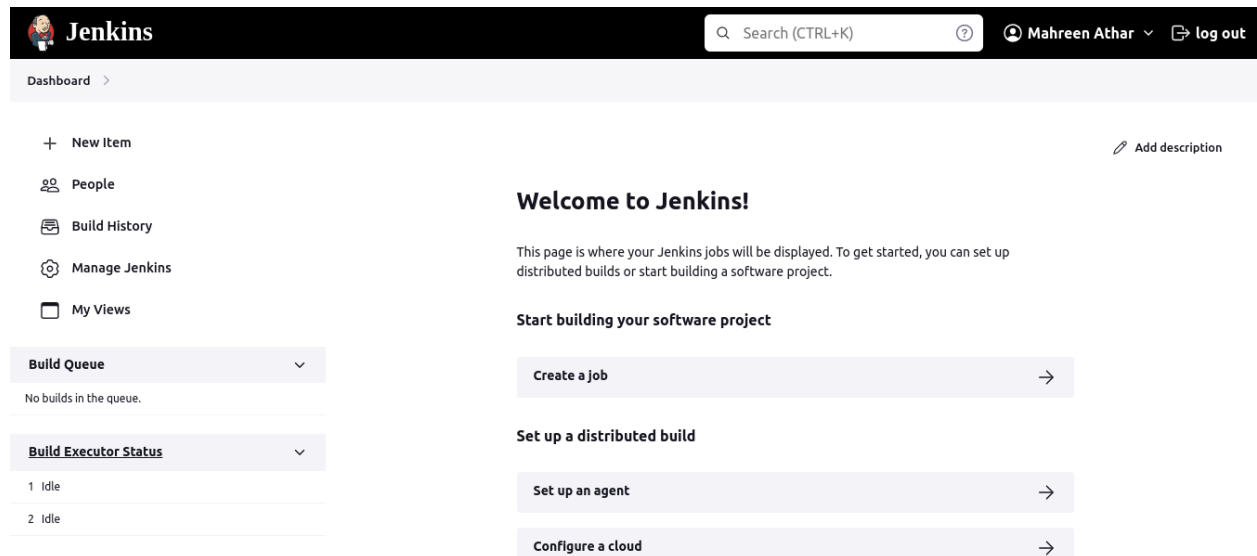 Jenkins
Search (CTRL+K)
Mahreen Athar
log out
Dashboard
New Item
People
Build History
Manage Jenkins
My Views
Build Queue
No builds in the queue.
Build Executor Status
1 Idle
2 Idle
Add description
Welcome to Jenkins!
This page is where your Jenkins jobs will be displayed. To get started, you can set up
distributed builds or start building a software project.
Start building your software project
Create a job
Set up a distributed build
Set up an agent
Configure a cloud